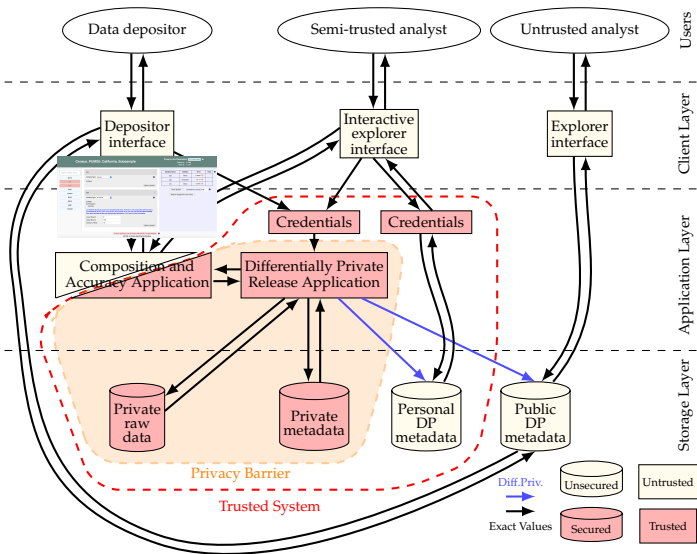 Data depositor
Semi-trusted analyst
Untrusted analyst
Users
Depositor
interface
Interactive
explorer
interface
Explorer
interface
Client Layer
Census, PUMS5, California, Subsample
Credentials
Credentials
Application Layer
Composition and
Accuracy Application
Differentially Private
Release Application
Private
raw
data
Private
metadata
Personal
DP
metadata
Public
DP
metadata
Storage Layer
Privacy Barrier
Trusted System
Diff.Priv.
Exact Values
Unsecured
Secured
Untrusted
Trusted